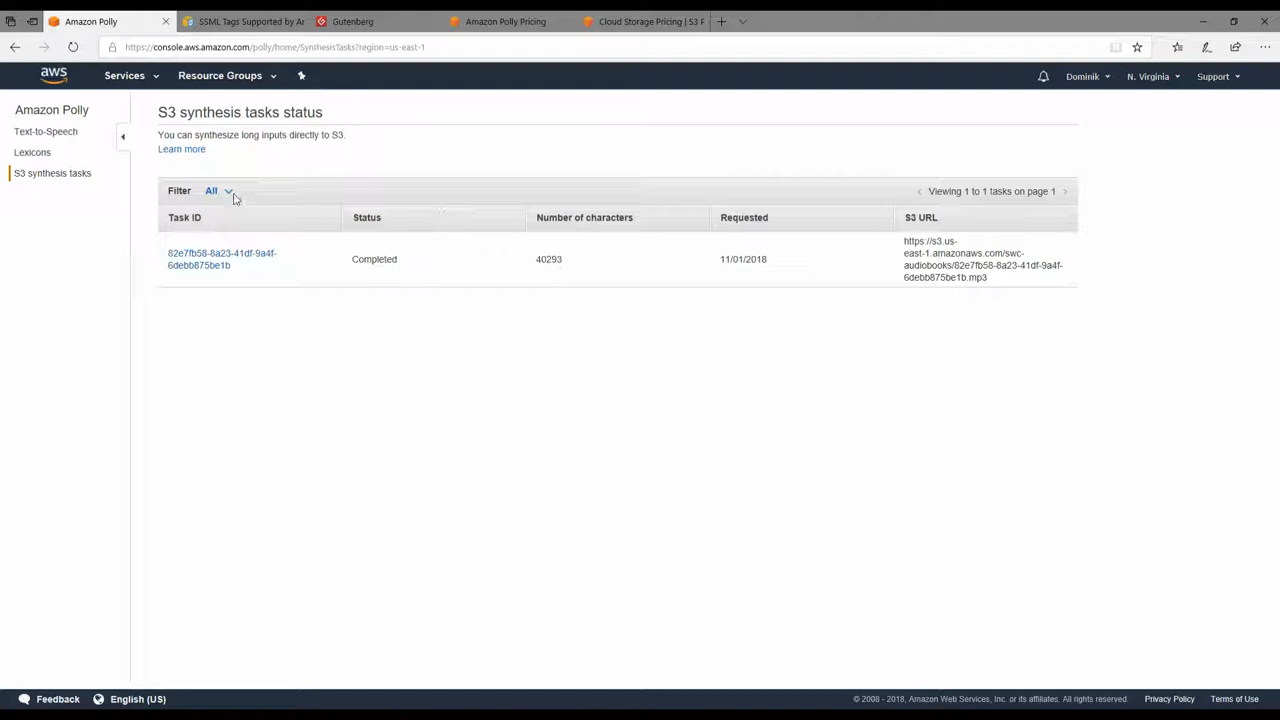 Amazon Polly
SSML Tags Supported by Am
Gutenberg
Amazon Polly Pricing
Cloud Storage Pricing | S3 P
https://console.aws.amazon.com/polly/home/SynthesisTasks?region=us-east-1
aws
Services
Resource Groups
Dominik
N. Virginia
Support
Amazon Polly
Text-to-Speech
Lexicons
S3 synthesis tasks
S3 synthesis tasks status
You can synthesize long inputs directly to S3.
Learn more
Filter All
Viewing 1 to 1 tasks on page 1
Task ID Status Number of characters Requested S3 URL
82e7fb58-8a23-41df-9a4f-
6debb875be1b
Completed
40293
11/01/2018
https://s3.us-
east-1.amazonaws.com/swc-
audiobooks/82e7fb58-8a23-41df-9a4f-
6debb875be1b.mp3
Feedback
English (US)
© 2008 - 2018, Amazon Web Services, Inc. or its affiliates. All rights reserved.
Privacy Policy
Terms of Use